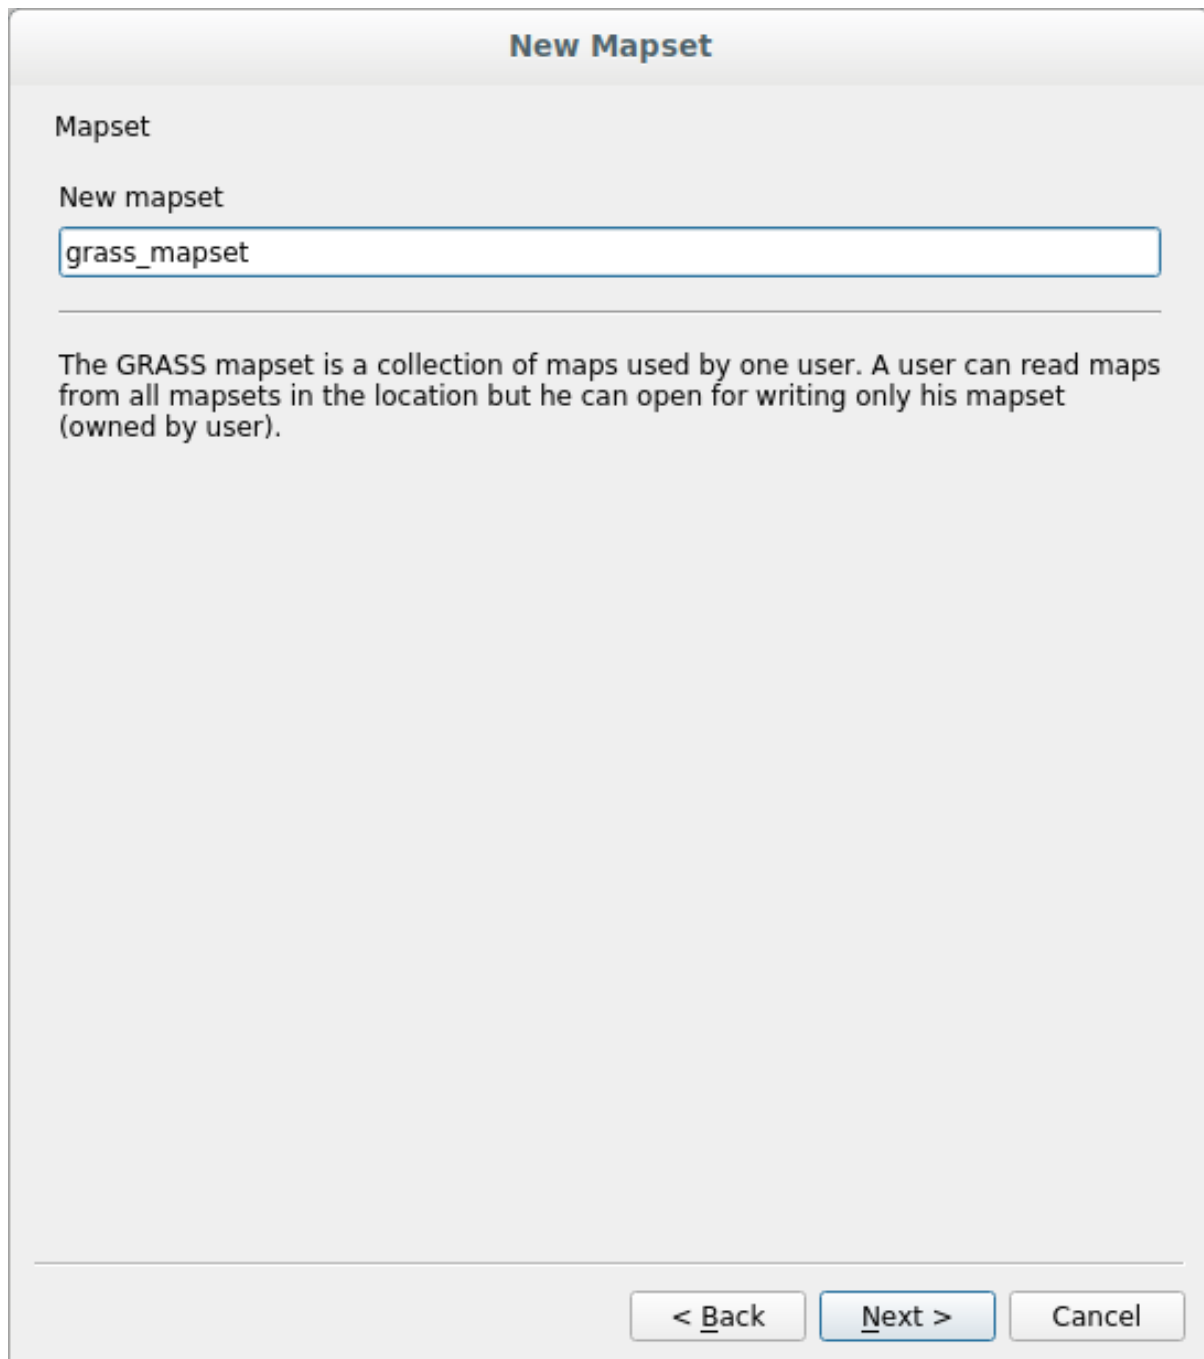 New Mapset
Mapset
New mapset
grass_mapset
The GRASS mapset is a collection of maps used by one user. A user can read maps
from all mapsets in the location but he can open for writing only his mapset
(owned by user).
< Back
Next >
Cancel